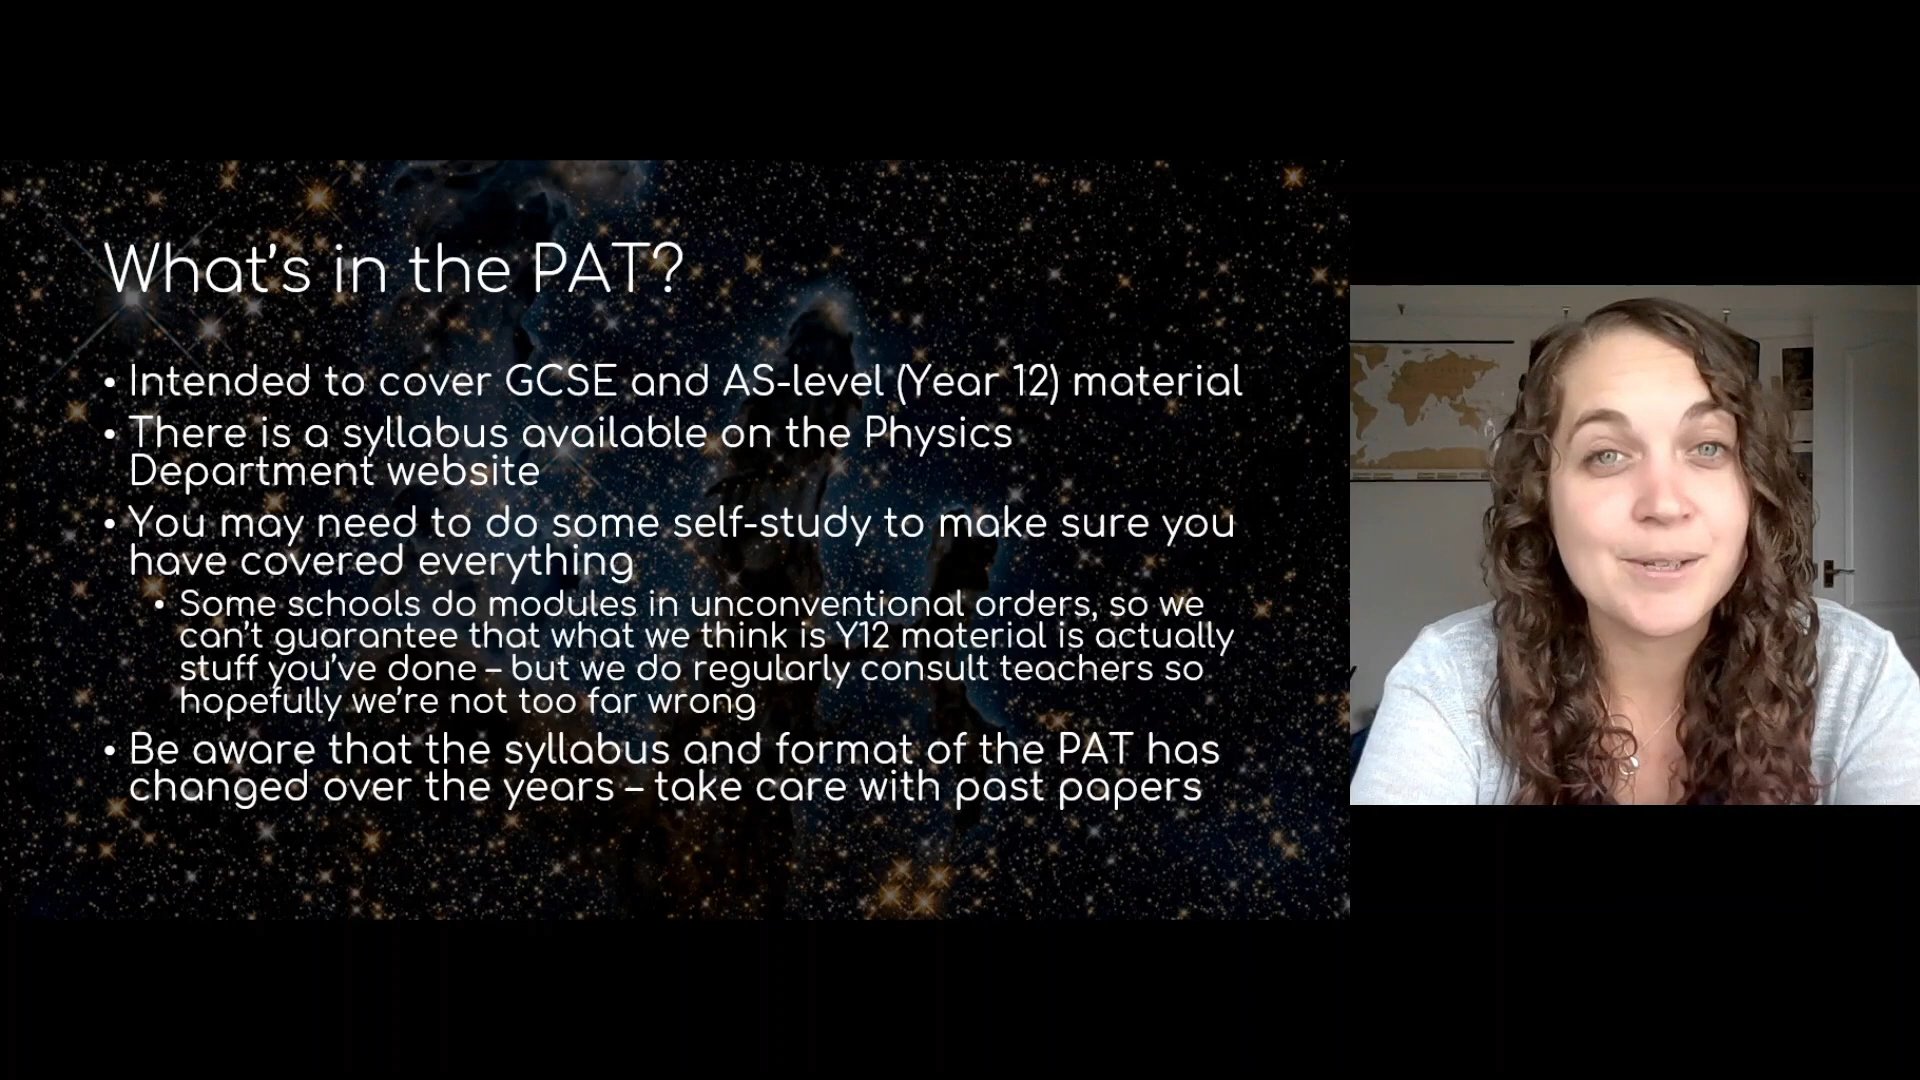 What's in the PAT?
• Intended to cover GCSE and AS-level (Year 12) material
• There is a syllabus available on the Physics
Department website
• You may need to do some self-study to make sure you
have covered everything
• Some schools do modules in unconventional orders, so we
can't guarantee that what we think is Y12 material is actually
stuff you've done – but we do regularly consult teachers so
hopefully we're not too far wrong
• Be aware that the syllabus and format of the PAT has
changed over the years – take care with past papers